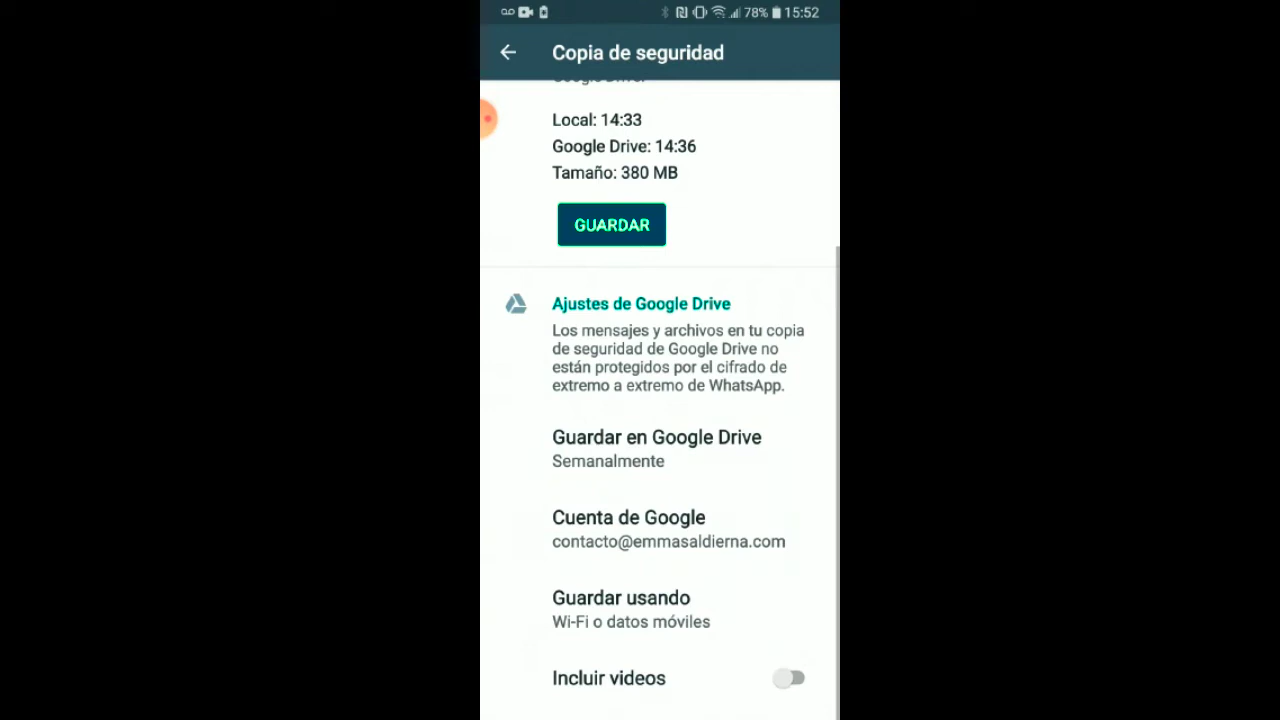 78% 15:52
Copia de seguridad
Google Drive.
Local: 14:33
Google Drive: 14:36
Tamaño: 380 MB
GUARDAR
Ajustes de Google Drive
Los mensajes y archivos en tu copia
de seguridad de Google Drive no
están protegidos por el cifrado de
extremo a extremo de WhatsApp.
Guardar en Google Drive
Semanalmente
Cuenta de Google
contacto@emmasaldierna.com
Guardar usando
Wi-Fi o datos móviles
Incluir videos